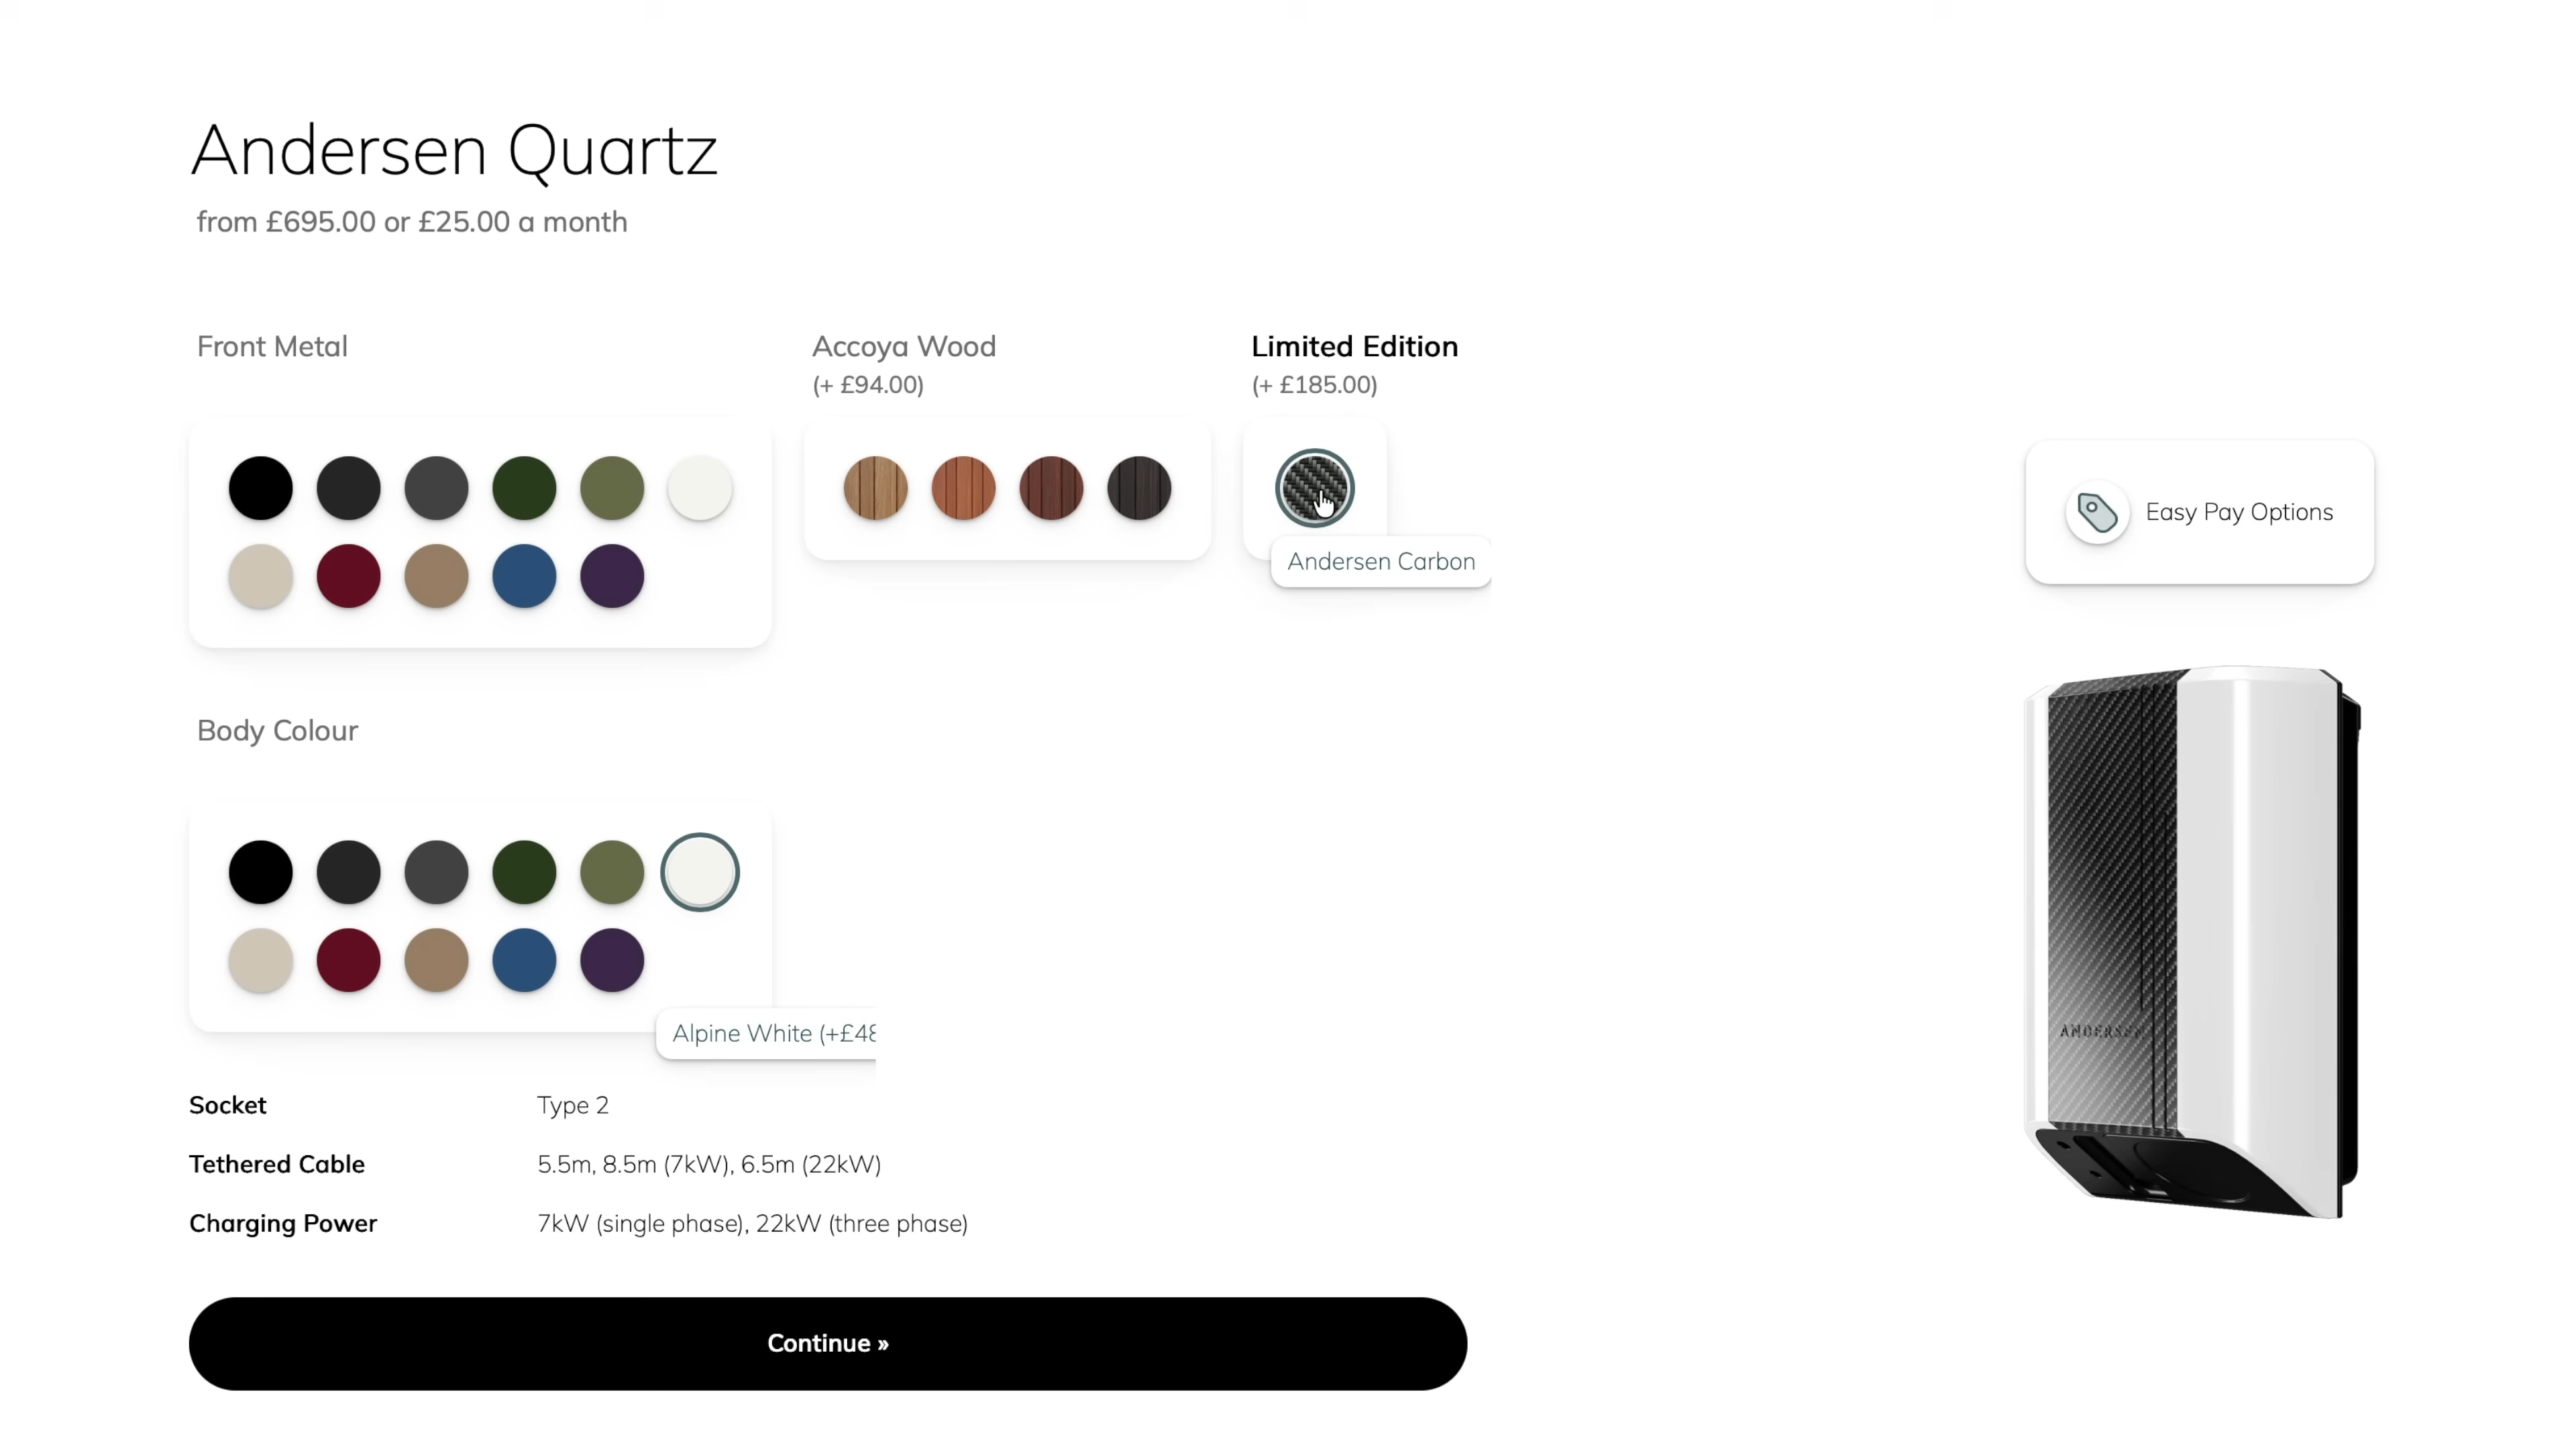 Andersen Quartz
from £695.00 or £25.00 a month
Front Metal
Accoya Wood
(+ £94.00)
Limited Edition
(+ £185.00)
Andersen Carbon
Easy Pay Options
Body Colour
Alpine White (+£48
ANDERSEN
Socket
Type 2
Tethered Cable
5.5m, 8.5m (7kW), 6.5m (22kW)
Charging Power
7kW (single phase), 22kW (three phase)
Continue »